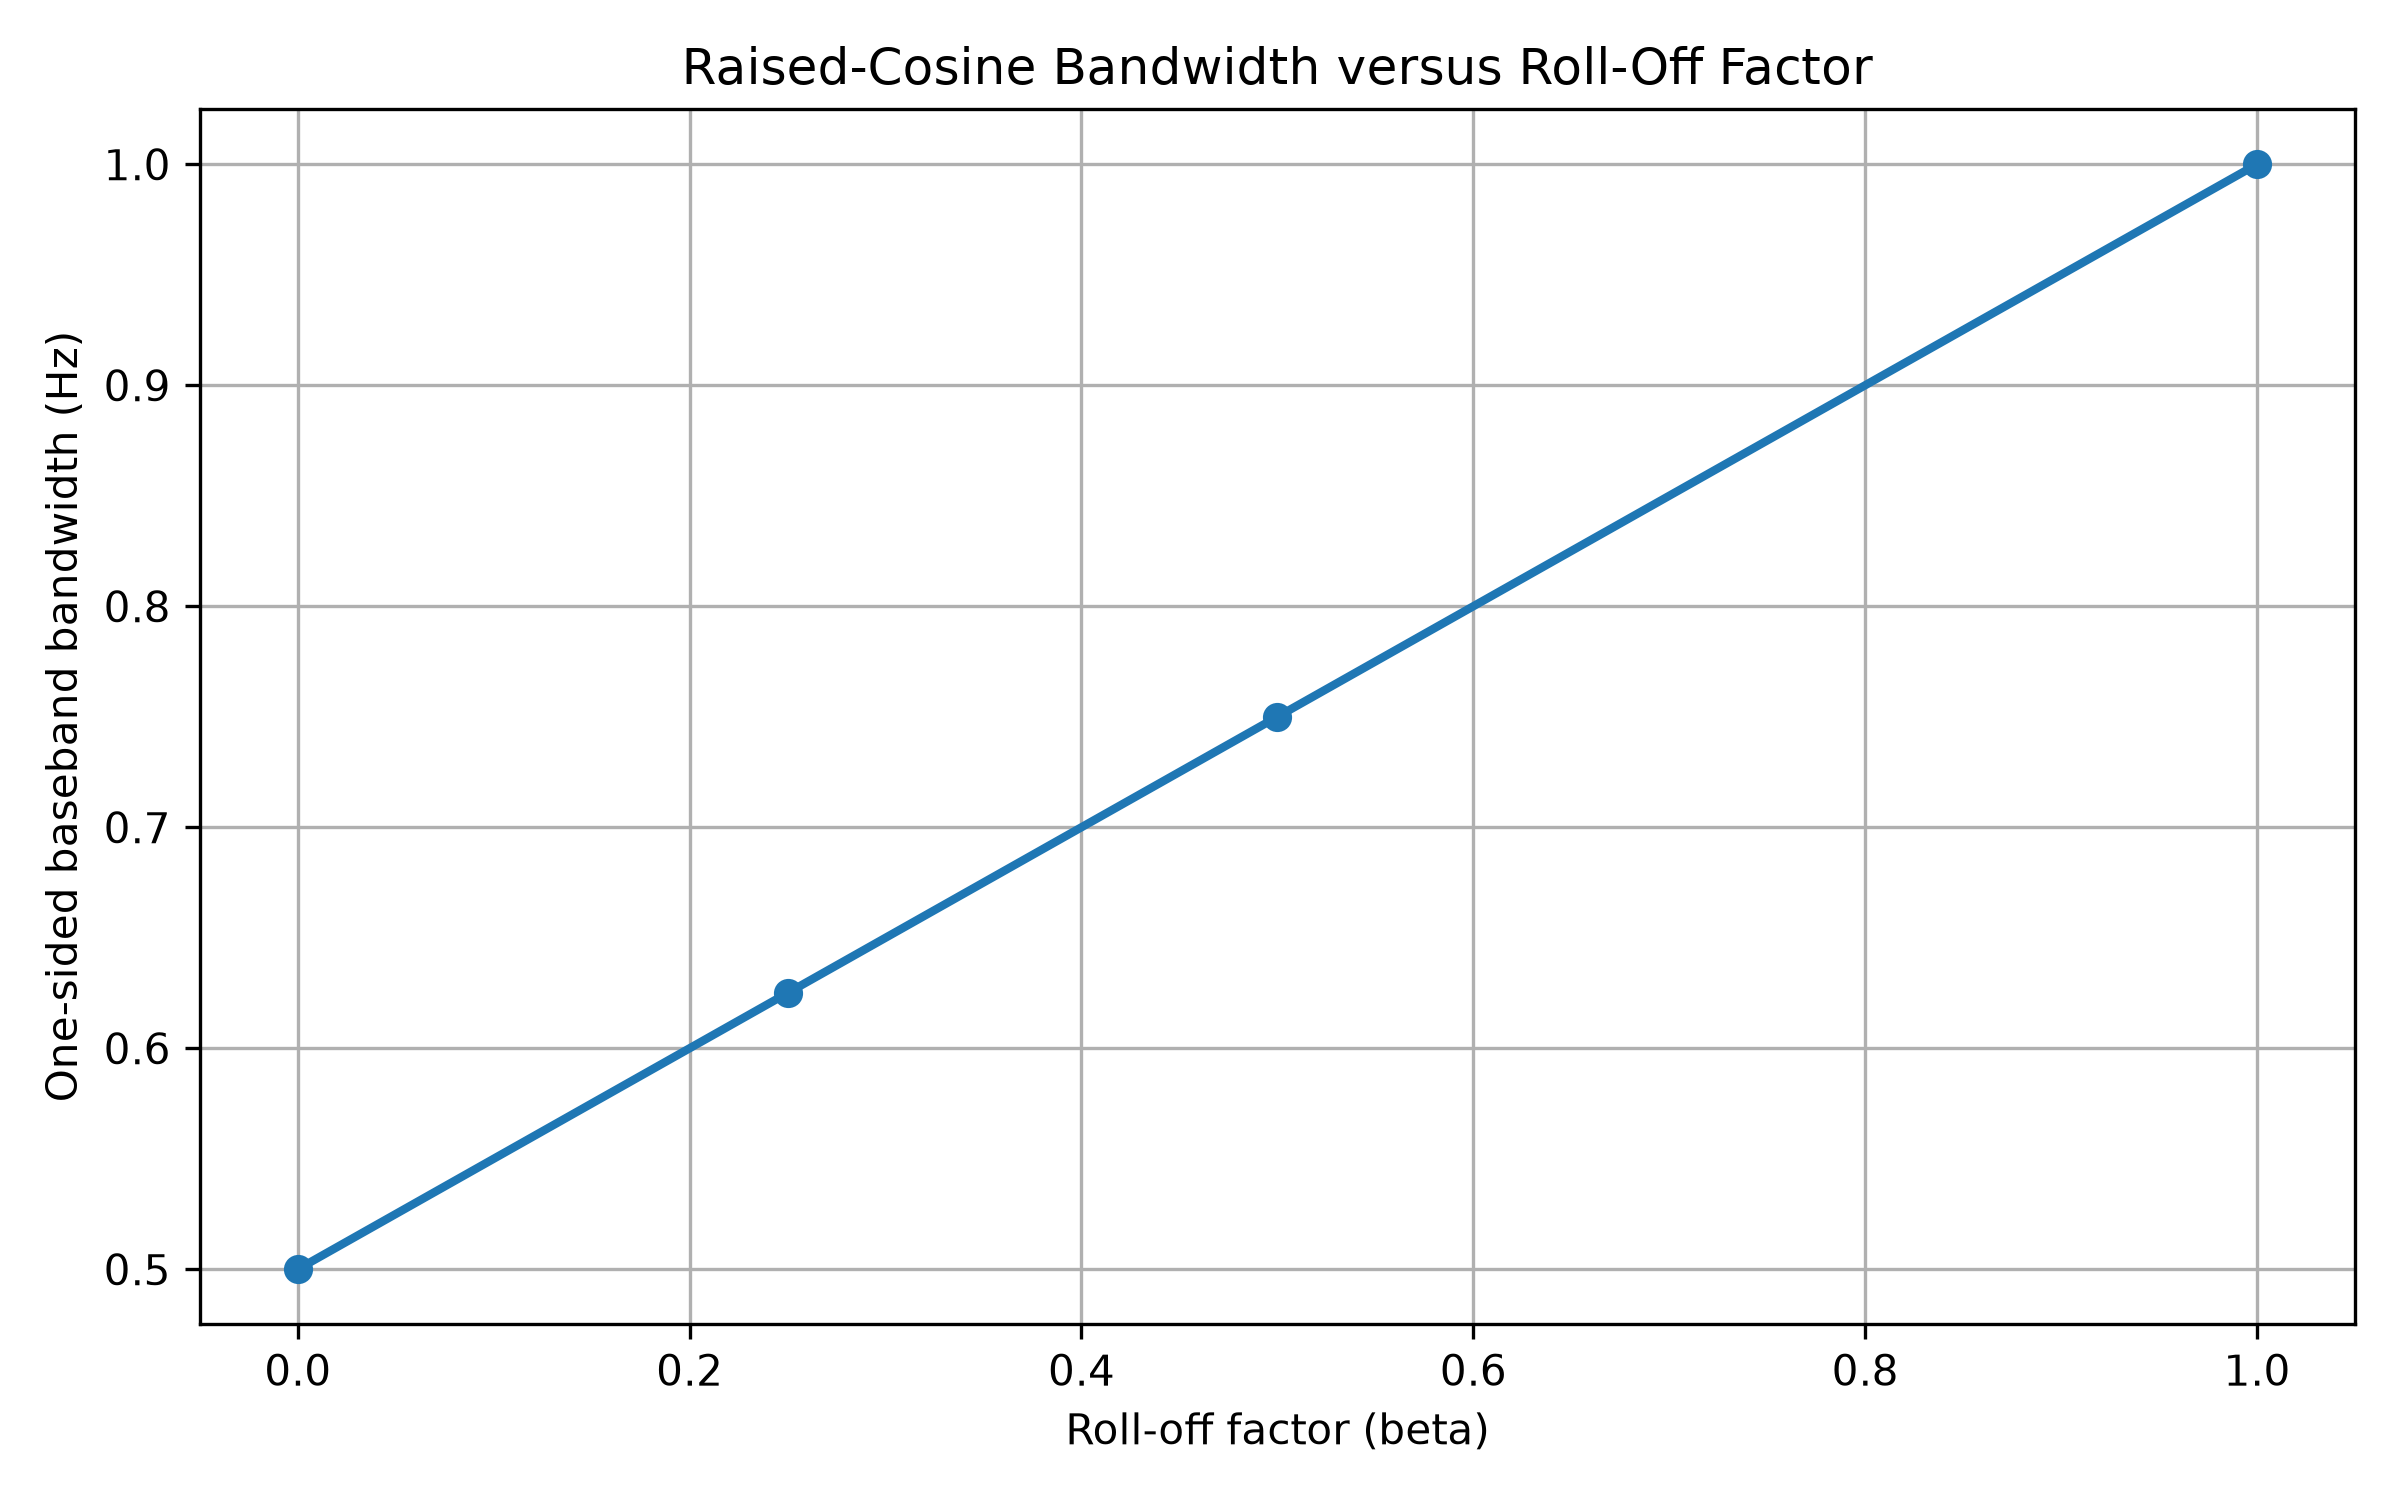 Raised-Cosine Bandwidth versus Roll-Off Factor
One-sided baseband bandwidth (Hz)
1.0
0.9
0.8
0.7
0.6
0.5
0.0 0.2 0.4 0.6 0.8 1.0
Roll-off factor (beta)